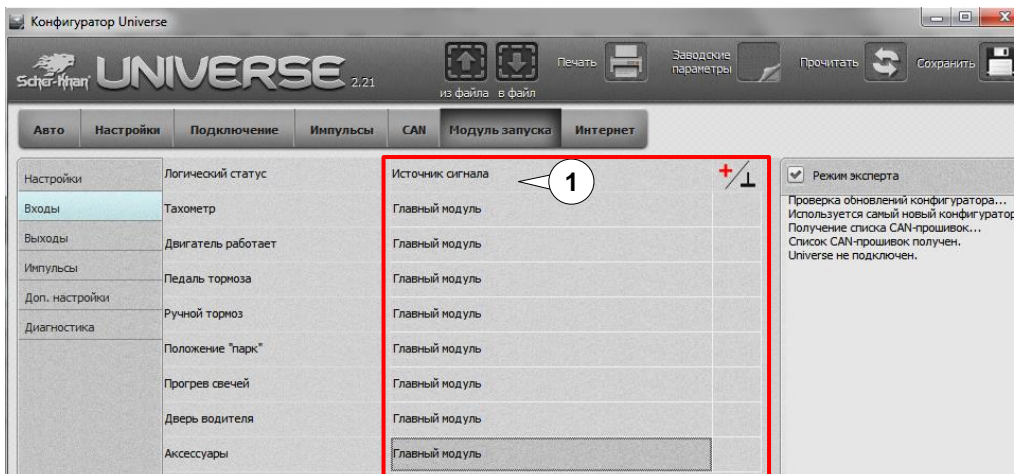 Конфигуратор Universe
Scher-Khan UNIVERSE 2.21
из файла в файл
Печать
Заводские параметры
Прочитать
Сохранить
Авто Настройки Подключение Импульсы CAN Модуль запуска Интернет
Настройки
Входы
Выходы
Импульсы
Доп. настройки
Диагностика
Логический статус Источник сигнала 1 +/⊥
Тахометр Главный модуль
Двигатель работает Главный модуль
Педаль тормоза Главный модуль
Ручной тормоз Главный модуль
Положение "парк" Главный модуль
Прогрев свечей Главный модуль
Дверь водителя Главный модуль
Аксессуары Главный модуль
Режим эксперта
Проверка обновлений конфигуратора...
Используется самый новый конфигуратор
Получение списка CAN-прошивок...
Список CAN-прошивок получен.
Universe не подключен.